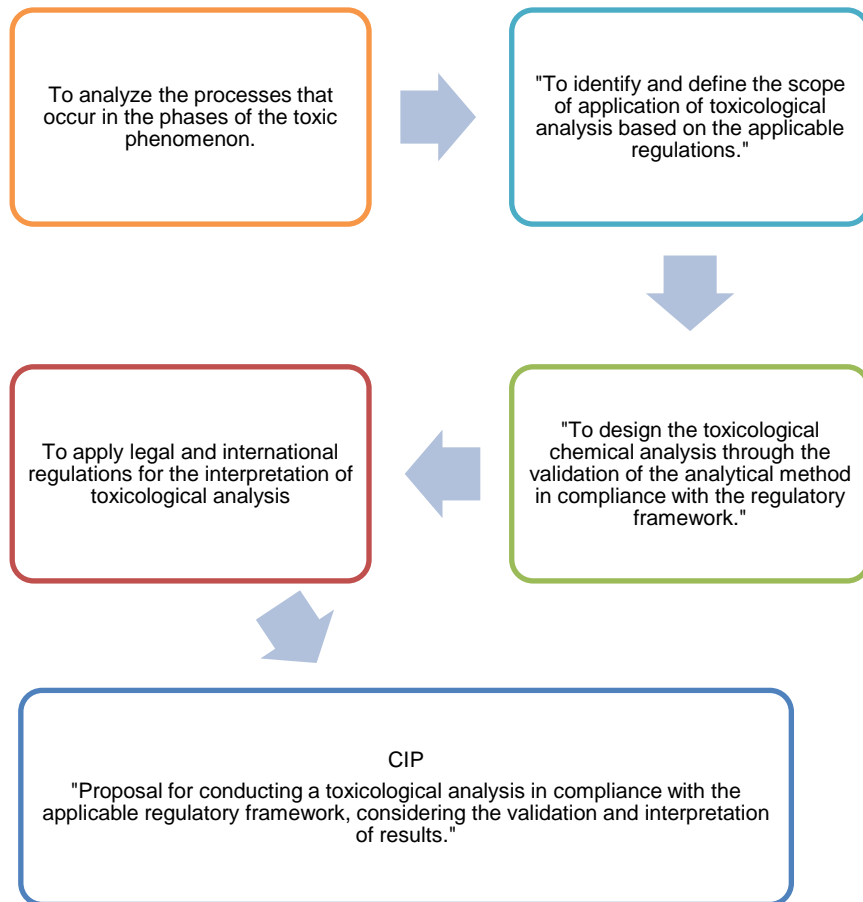 To analyze the processes that
occur in the phases of the toxic
phenomenon.
"To identify and define the scope
of application of toxicological
analysis based on the applicable
regulations."
"To design the toxicological
chemical analysis through the
validation of the analytical method
in compliance with the regulatory
framework."
To apply legal and international
regulations for the interpretation of
toxicological analysis
CIP
"Proposal for conducting a toxicological analysis in compliance with the
applicable regulatory framework, considering the validation and interpretation
of results."